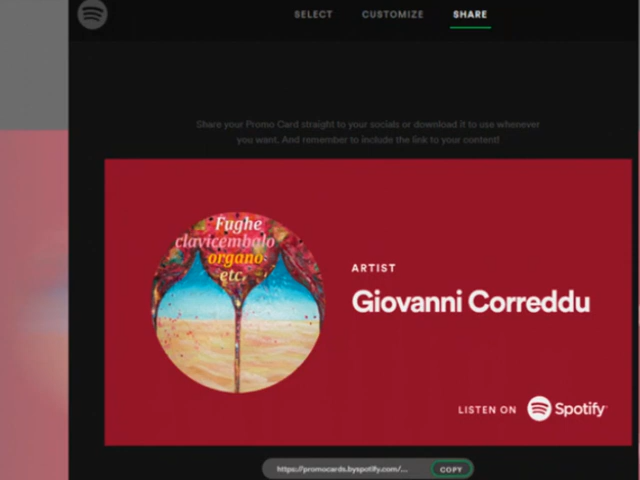 SELECT CUSTOMIZE SHARE
Share your Promo Card straight to your socials or download it to use whenever
you want. And remember to include the link to your content!
Fughe
clavicembalo
organo
etc.
ARTIST
Giovanni Correddu
LISTEN ON Spotify
https://promocards.byspotify.com/... COPY